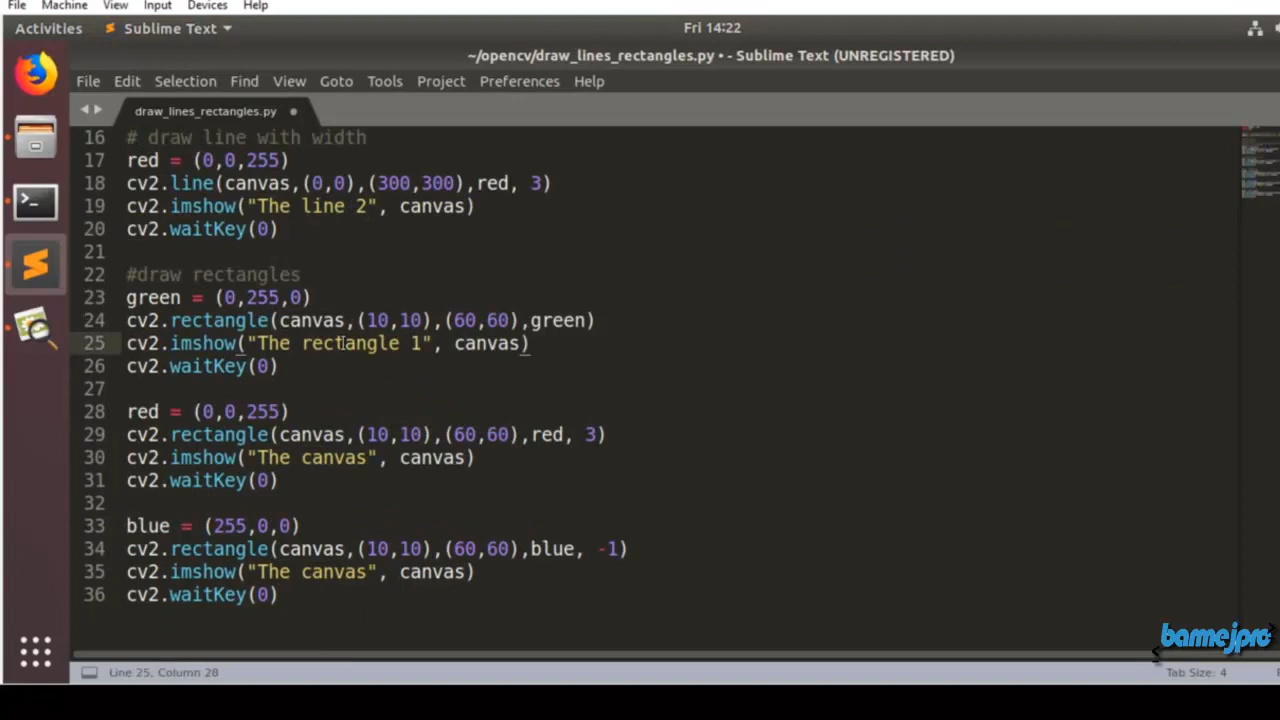 File Machine View Input Devices Help
Activities Sublime Text Fri 14:22
~/opencv/draw_lines_rectangles.py • - Sublime Text (UNREGISTERED)
File Edit Selection Find View Goto Tools Project Preferences Help
draw_lines_rectangles.py
16 # draw line with width
17 red = (0,0,255)
18 cv2.line(canvas,(0,0),(300,300),red, 3)
19 cv2.imshow("The line 2", canvas)
20 cv2.waitKey(0)
21
22 #draw rectangles
23 green = (0,255,0)
24 cv2.rectangle(canvas,(10,10),(60,60),green)
25 cv2.imshow("The rectangle 1", canvas)
26 cv2.waitKey(0)
27
28 red = (0,0,255)
29 cv2.rectangle(canvas,(10,10),(60,60),red, 3)
30 cv2.imshow("The canvas", canvas)
31 cv2.waitKey(0)
32
33 blue = (255,0,0)
34 cv2.rectangle(canvas,(10,10),(60,60),blue, -1)
35 cv2.imshow("The canvas", canvas)
36 cv2.waitKey(0)
barmejpro
Line 25, Column 28 Tab Size: 4